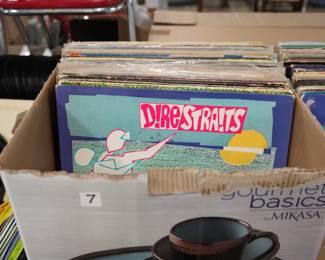 DIRE STRAITS
7
gourmet
basics
by MIKASA